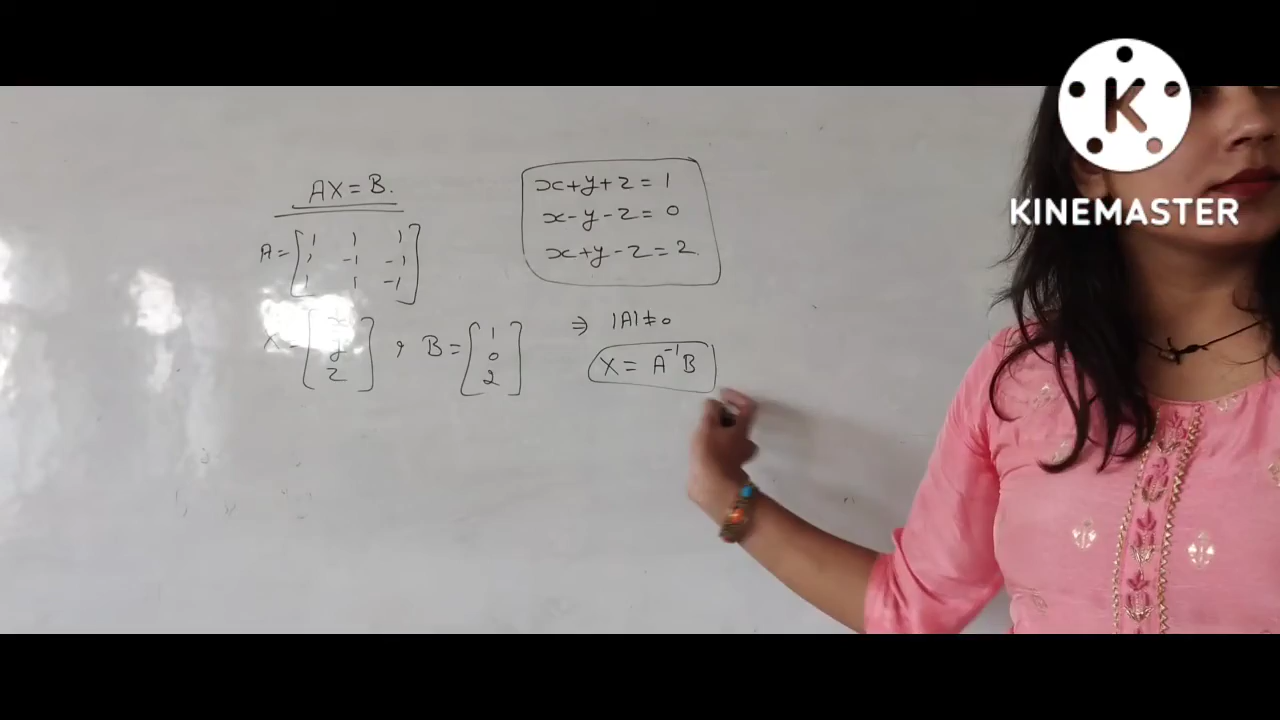 AX = B.
A = [1 1 1
1 -1 -1
1 1 -1]
X = [x
y
z] , B = [1
0
2]
x+y+z = 1
x-y-z = 0
x+y-z = 2
⇒ |A| ≠ 0
X = A⁻¹B
K
KINEMASTER